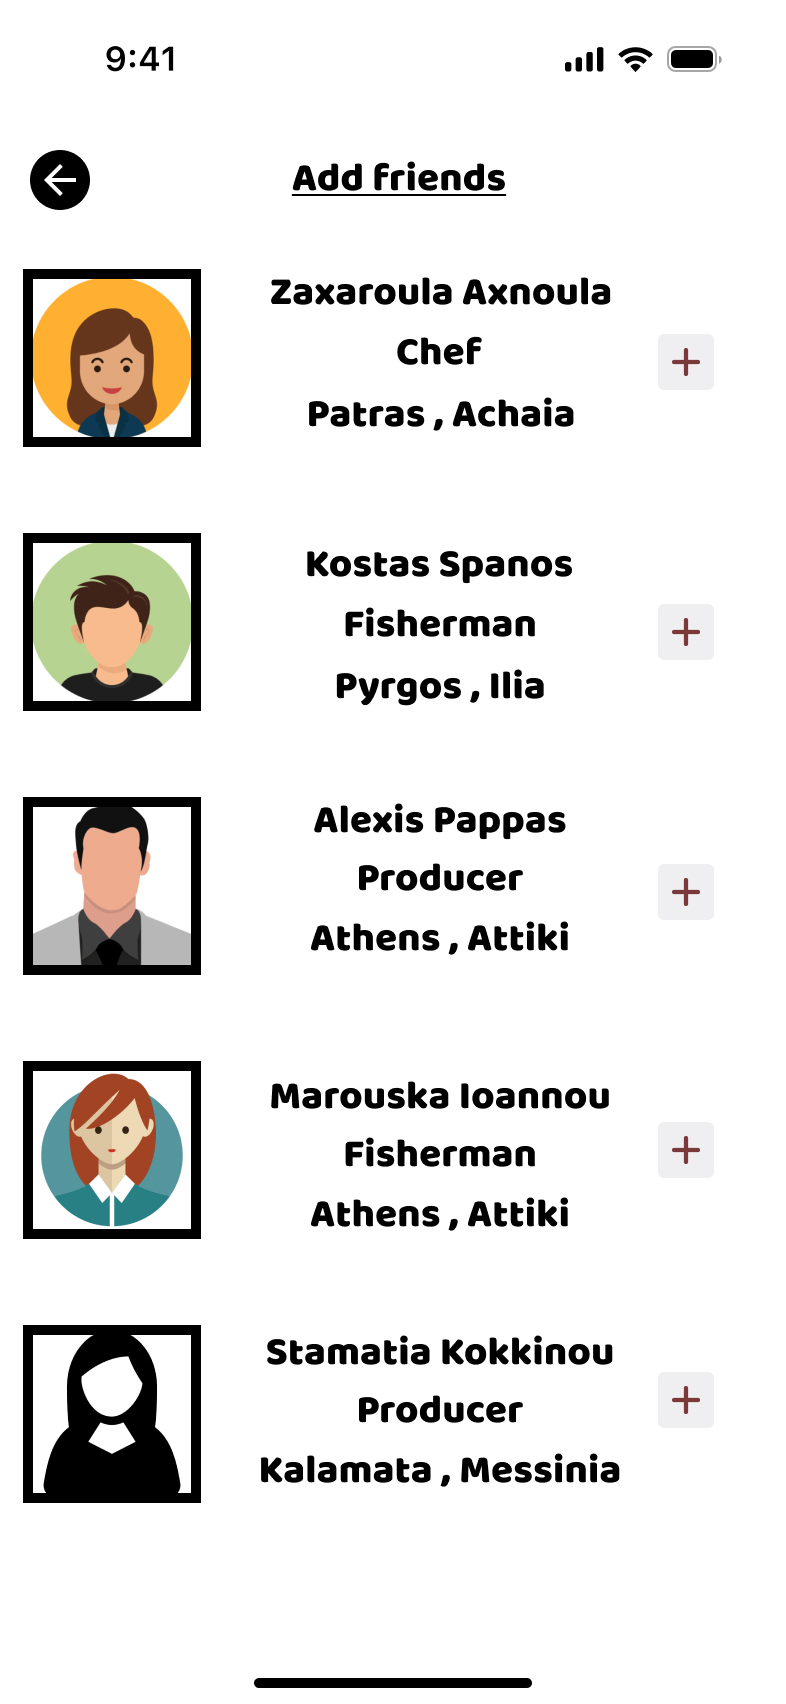 9:41
Add friends
Zaxaroula Axnoula
Chef
Patras , Achaia
Kostas Spanos
Fisherman
Pyrgos , Ilia
Alexis Pappas
Producer
Athens , Attiki
Marouska Ioannou
Fisherman
Athens , Attiki
Stamatia Kokkinou
Producer
Kalamata , Messinia